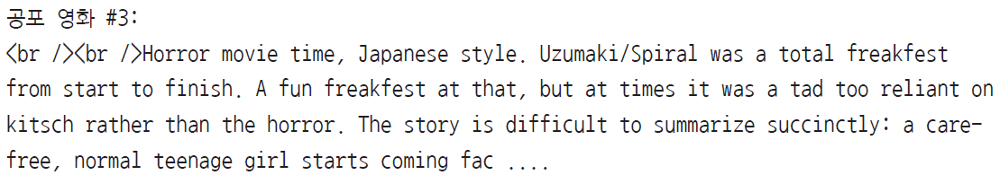 공포 영화 #3:
<br /><br />Horror movie time, Japanese style. Uzumaki/Spiral was a total freakfest
from start to finish. A fun freakfest at that, but at times it was a tad too reliant on
kitsch rather than the horror. The story is difficult to summarize succinctly: a care-
free, normal teenage girl starts coming fac ....